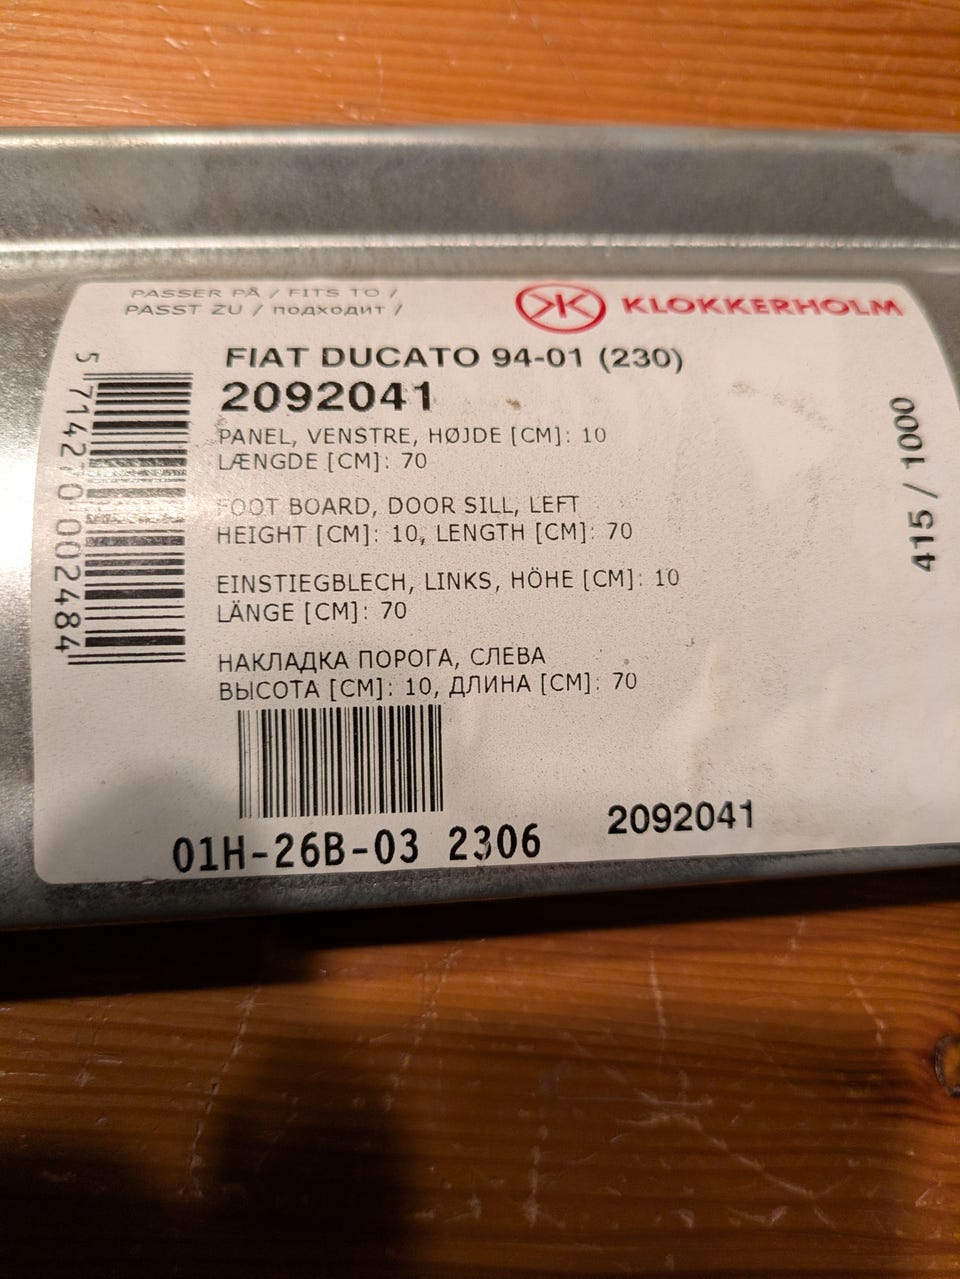 PASSER PÅ / FITS TO /
PASST ZU / подходит /
KLOKKERHOLM
FIAT DUCATO 94-01 (230)
2092041
PANEL, VENSTRE, HØJDE [CM]: 10
LÆNGDE [CM]: 70
FOOT BOARD, DOOR SILL, LEFT
HEIGHT [CM]: 10, LENGTH [CM]: 70
EINSTIEGBLECH, LINKS, HÖHE [CM]: 10
LÄNGE [CM]: 70
НАКЛАДКА ПОРОГА, СЛЕВА
ВЫСОТА [СМ]: 10, ДЛИНА [СМ]: 70
01H-26B-03 2306
2092041
5 714270 002484
415 / 1000